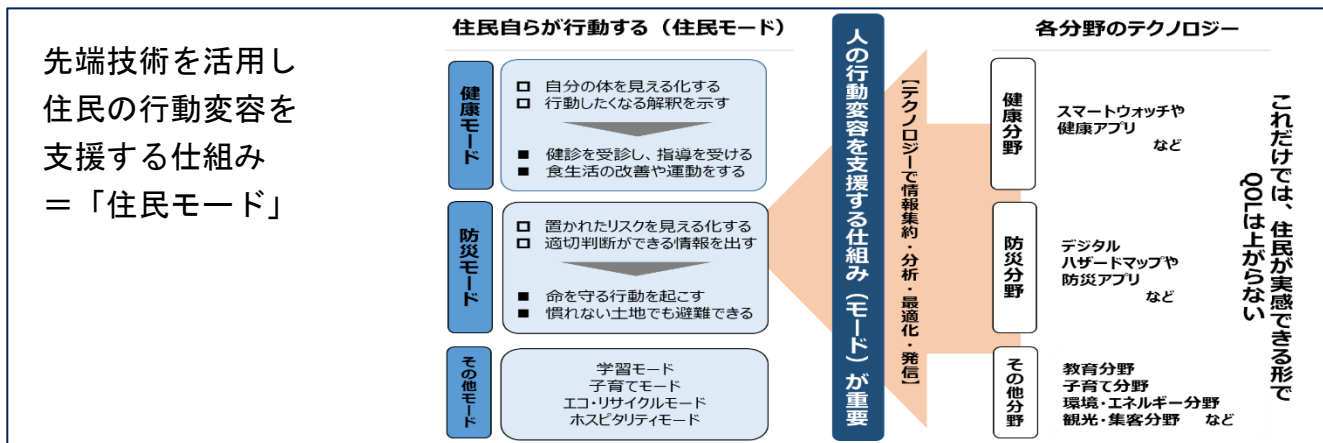 先端技術を活用し
住民の行動変容を
支援する仕組み
＝「住民モード」
住民自らが行動する（住民モード）
健康モード
□ 自分の体を見える化する
□ 行動したくなる解釈を示す
■ 健診を受診し、指導を受ける
■ 食生活の改善や運動をする
防災モード
□ 置かれたリスクを見える化する
□ 適切判断ができる情報を出す
■ 命を守る行動を起こす
■ 慣れない土地でも避難できる
その他モード
学習モード
子育てモード
エコ・リサイクルモード
ホスピタリティモード
人の行動変容を支援する仕組み（モード）が重要
【テクノロジーで情報集約・分析・最適化・発信】
各分野のテクノロジー
健康分野
スマートウォッチや
健康アプリ
など
防災分野
デジタル
ハザードマップや
防災アプリ
など
その他分野
教育分野
子育て分野
環境・エネルギー分野
観光・集客分野 など
これだけでは、住民が実感できる形で
QOLは上がらない